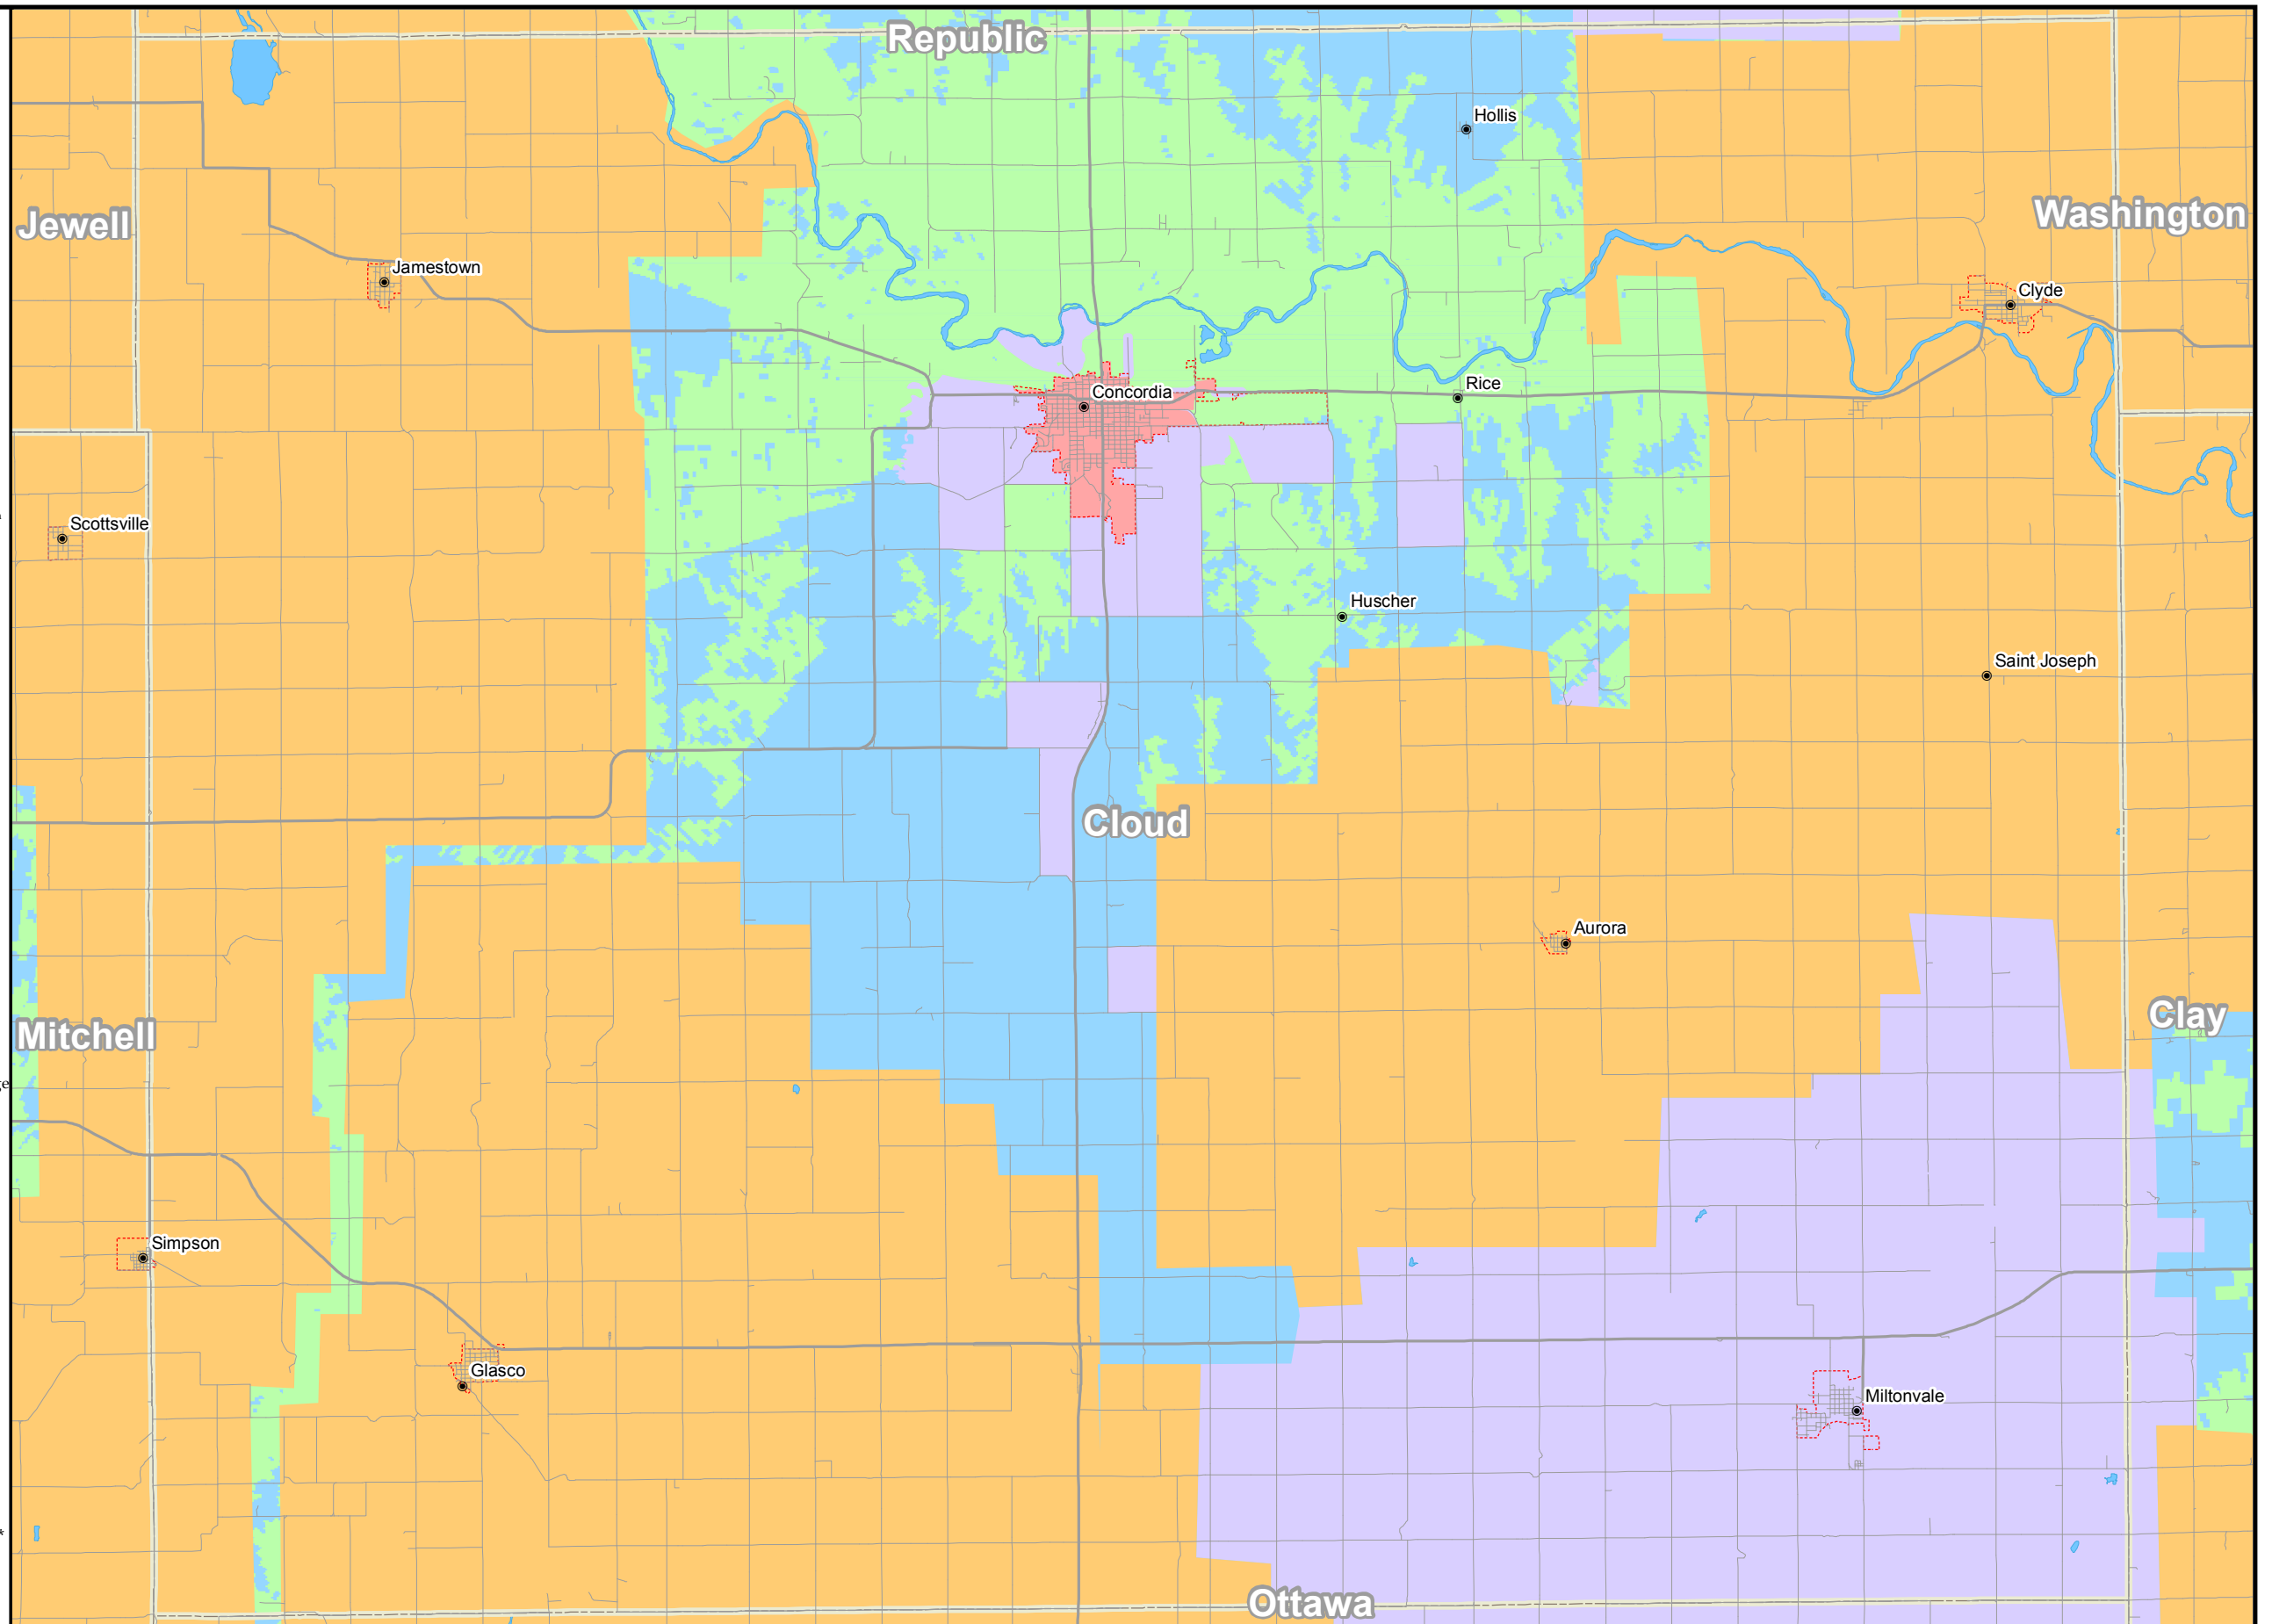 Republic
Hollis
Jewell
Washington
Jamestown
Clyde
Concordia
Rice
Scottsville
Huscher
Saint Joseph
Cloud
Aurora
Mitchell
Clay
Simpson
Glasco
Miltonvale
*
Ottawa